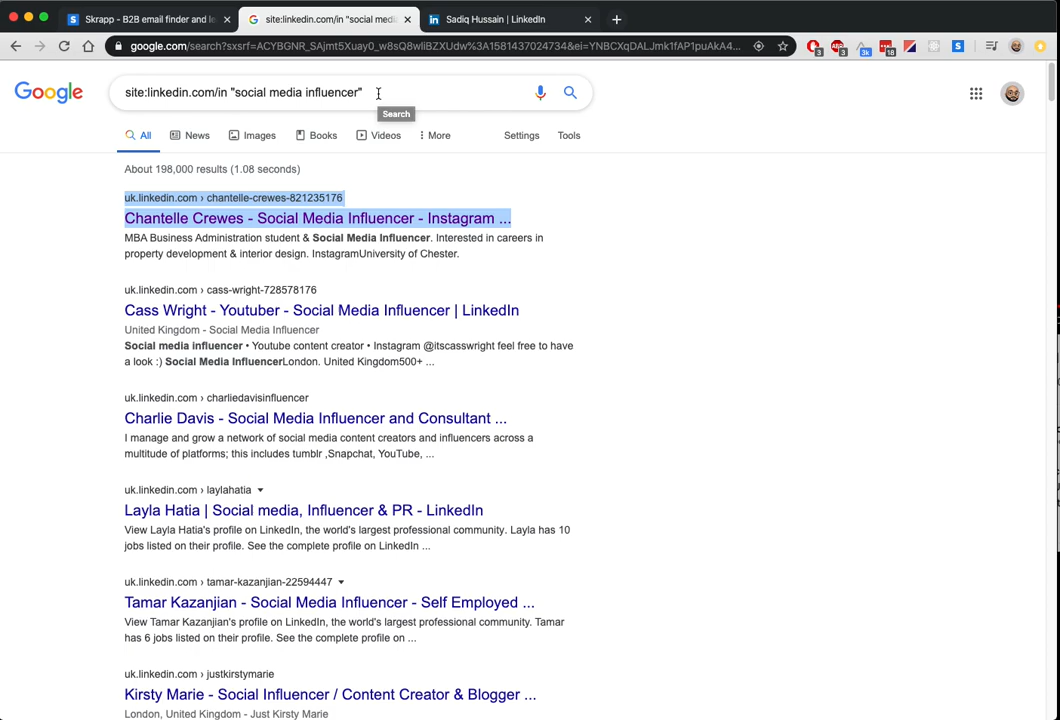 Skrapp - B2B email finder and le
site:linkedin.com/in "social medi
Sadiq Hussain | LinkedIn
google.com/search?sxsrf=ACYBGNR_SAjmt5Xuay0_w8sQ8wliBZXUdw%3A1581437024734&ei=YNBCXqDALJmk1fAP1puAkA4...
3
3
3k
18
Google
site:linkedin.com/in "social media influencer"
Search
All
News
Images
Books
Videos
More
Settings
Tools
About 198,000 results (1.08 seconds)
uk.linkedin.com › chantelle-crewes-821235176
Chantelle Crewes - Social Media Influencer - Instagram ...
MBA Business Administration student & Social Media Influencer. Interested in careers in
property development & interior design. InstagramUniversity of Chester.
uk.linkedin.com › cass-wright-728578176
Cass Wright - Youtuber - Social Media Influencer | LinkedIn
United Kingdom - Social Media Influencer
Social media influencer • Youtube content creator • Instagram @itscasswright feel free to have
a look :) Social Media InfluencerLondon. United Kingdom500+ ...
uk.linkedin.com › charliedavisinfluencer
Charlie Davis - Social Media Influencer and Consultant ...
I manage and grow a network of social media content creators and influencers across a
multitude of platforms; this includes tumblr ,Snapchat, YouTube, ...
uk.linkedin.com › laylahatia
Layla Hatia | Social media, Influencer & PR - LinkedIn
View Layla Hatia's profile on LinkedIn, the world's largest professional community. Layla has 10
jobs listed on their profile. See the complete profile on LinkedIn ...
uk.linkedin.com › tamar-kazanjian-22594447
Tamar Kazanjian - Social Media Influencer - Self Employed ...
View Tamar Kazanjian's profile on LinkedIn, the world's largest professional community. Tamar
has 6 jobs listed on their profile. See the complete profile on ...
uk.linkedin.com › justkirstymarie
Kirsty Marie - Social Influencer / Content Creator & Blogger ...
London, United Kingdom - Just Kirsty Marie